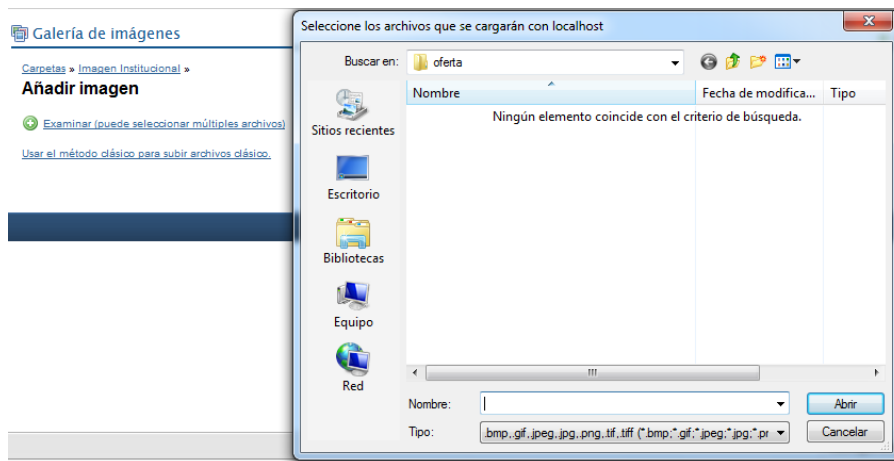 Galería de imágenes
Carpetas » Imagen Institucional »
Añadir imagen
Examinar (puede seleccionar múltiples archivos)
Usar el método clásico para subir archivos clásico.
Seleccione los archivos que se cargarán con localhost
Buscar en: oferta
Nombre Fecha de modifica... Tipo
Ningún elemento coincide con el criterio de búsqueda.
Sitios recientes
Escritorio
Bibliotecas
Equipo
Red
Nombre: Abrir
Tipo: .bmp,.gif,.jpeg,.jpg,.png,.tif,.tiff (*.bmp;*.gif;*.jpeg;*.jpg;*.pr Cancelar